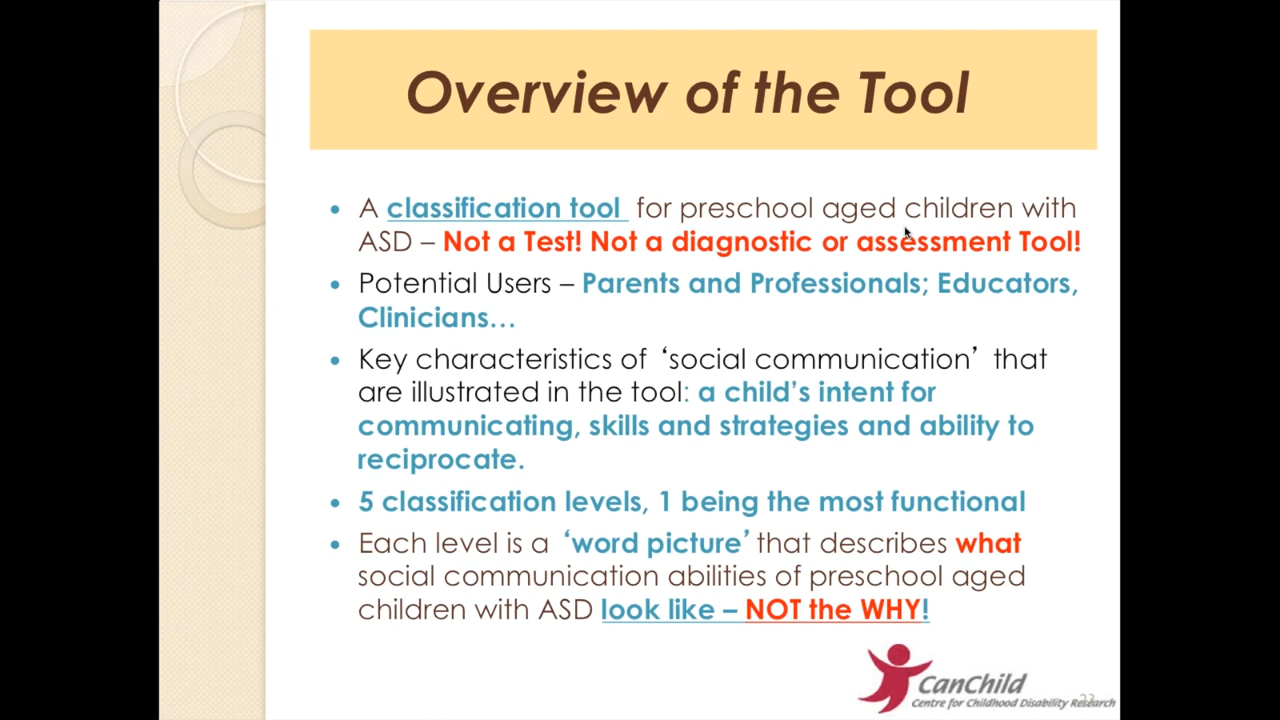 Overview of the Tool
• A classification tool for preschool aged children with
ASD – Not a Test! Not a diagnostic or assessment Tool!
• Potential Users – Parents and Professionals; Educators,
Clinicians…
• Key characteristics of ‘social communication’ that
are illustrated in the tool: a child’s intent for
communicating, skills and strategies and ability to
reciprocate.
• 5 classification levels, 1 being the most functional
• Each level is a ‘word picture’ that describes what
social communication abilities of preschool aged
children with ASD look like – NOT the WHY!
CanChild
Centre for Childhood Disability Research